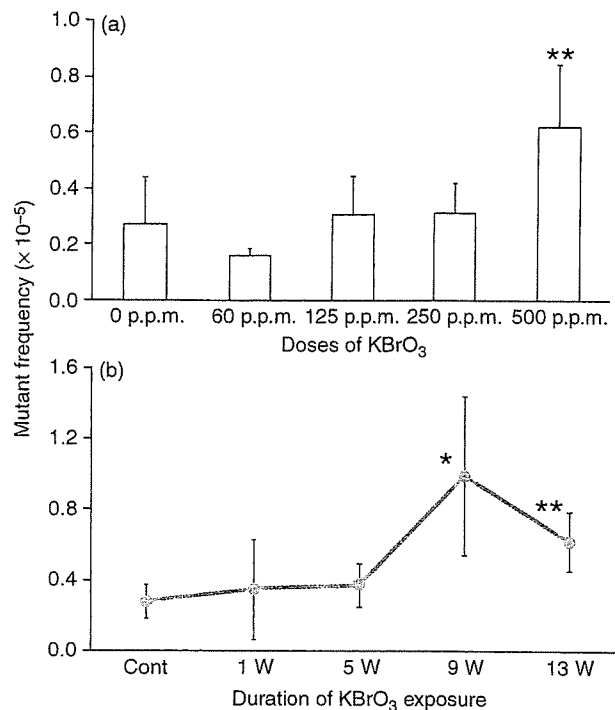 (a)
**
1.0
0.8
0.6
0.4
0.2
0.0
0 p.p.m. 60 p.p.m. 125 p.p.m. 250 p.p.m. 500 p.p.m.
Doses of KBrO₃
Mutant frequency (× 10⁻⁵)
(b)
*
**
1.6
1.2
0.8
0.4
0.0
Cont 1 W 5 W 9 W 13 W
Duration of KBrO₃ exposure